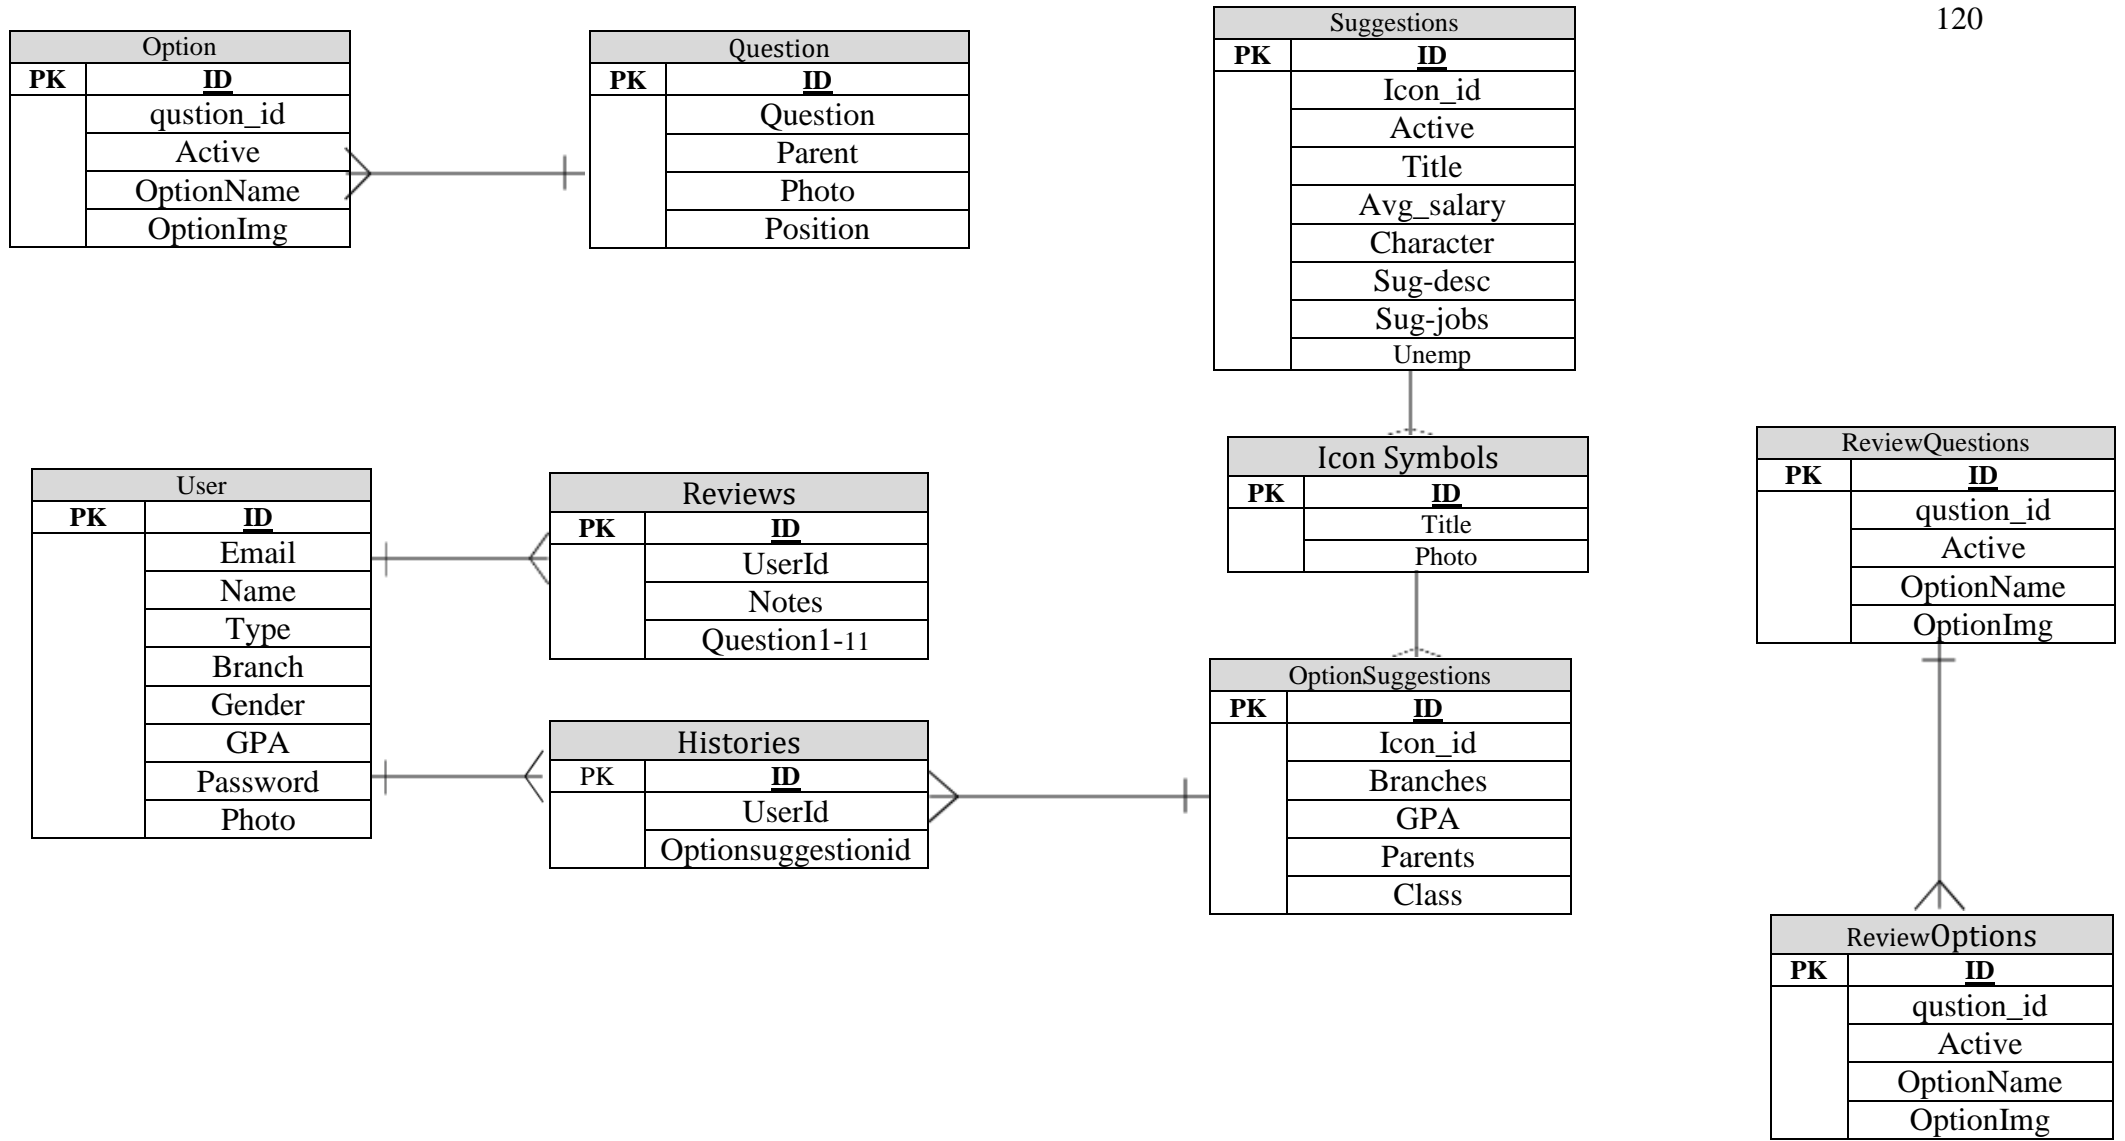 120
Option
PK ID
qustion_id
Active
OptionName
OptionImg
Question
PK ID
Question
Parent
Photo
Position
Suggestions
PK ID
Icon_id
Active
Title
Avg_salary
Character
Sug-desc
Sug-jobs
Unemp
User
PK ID
Email
Name
Type
Branch
Gender
GPA
Password
Photo
Reviews
PK ID
UserId
Notes
Question1-11
Histories
PK ID
UserId
Optionsuggestionid
Icon Symbols
PK ID
Title
Photo
OptionSuggestions
PK ID
Icon_id
Branches
GPA
Parents
Class
ReviewQuestions
PK ID
qustion_id
Active
OptionName
OptionImg
ReviewOptions
PK ID
qustion_id
Active
OptionName
OptionImg